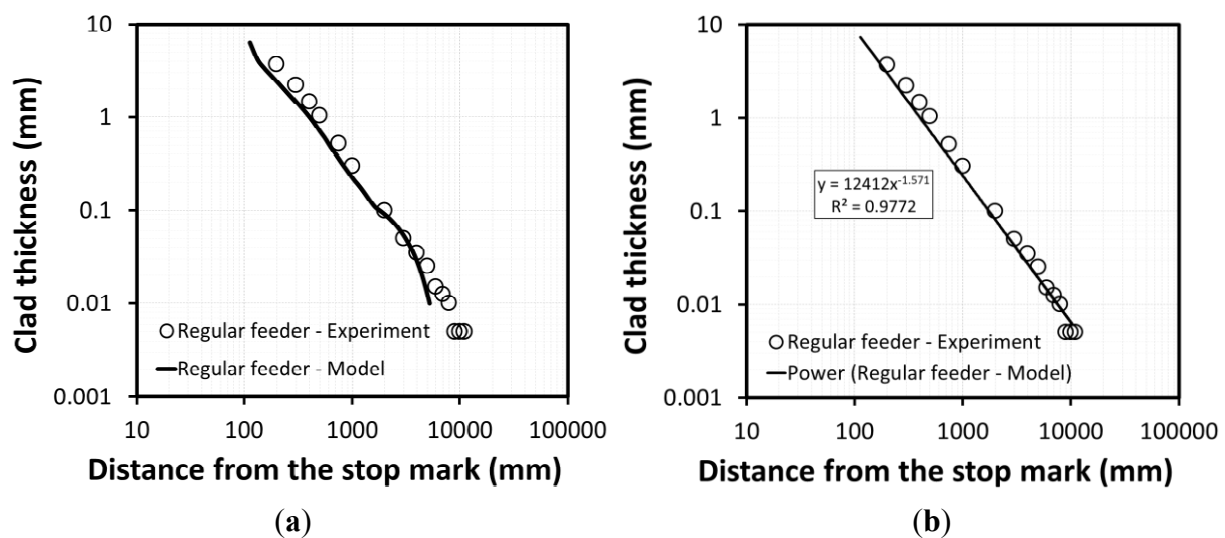 10
1
0.1
0.01
0.001
Clad thickness (mm)
Regular feeder - Experiment
Regular feeder - Model
10 100 1000 10000 100000
Distance from the stop mark (mm)
(a)
10
1
0.1
0.01
0.001
Clad thickness (mm)
y = 12412x^-1.571
R² = 0.9772
Regular feeder - Experiment
Power (Regular feeder - Model)
10 100 1000 10000 100000
Distance from the stop mark (mm)
(b)